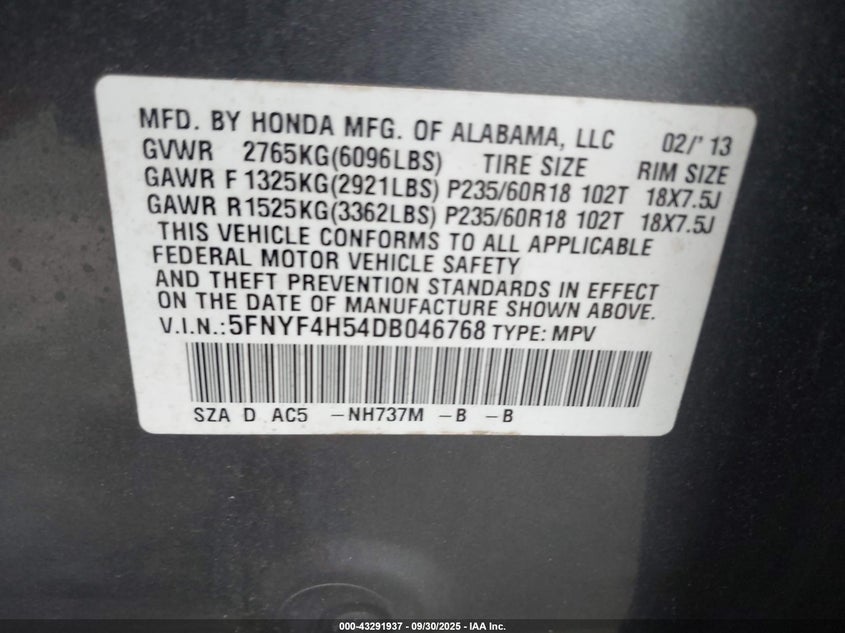 MFD. BY HONDA MFG. OF ALABAMA, LLC 02/'13
GVWR 2765KG(6096LBS) TIRE SIZE RIM SIZE
GAWR F 1325KG(2921LBS) P235/60R18 102T 18X7.5J
GAWR R1525KG(3362LBS) P235/60R18 102T 18X7.5J
THIS VEHICLE CONFORMS TO ALL APPLICABLE
FEDERAL MOTOR VEHICLE SAFETY
AND THEFT PREVENTION STANDARDS IN EFFECT
ON THE DATE OF MANUFACTURE SHOWN ABOVE.
V.I.N.:5FNYF4H54DB046768 TYPE: MPV
SZA D AC5 -NH737M -B -B
000-43291937 - 09/30/2025 - IAA Inc.